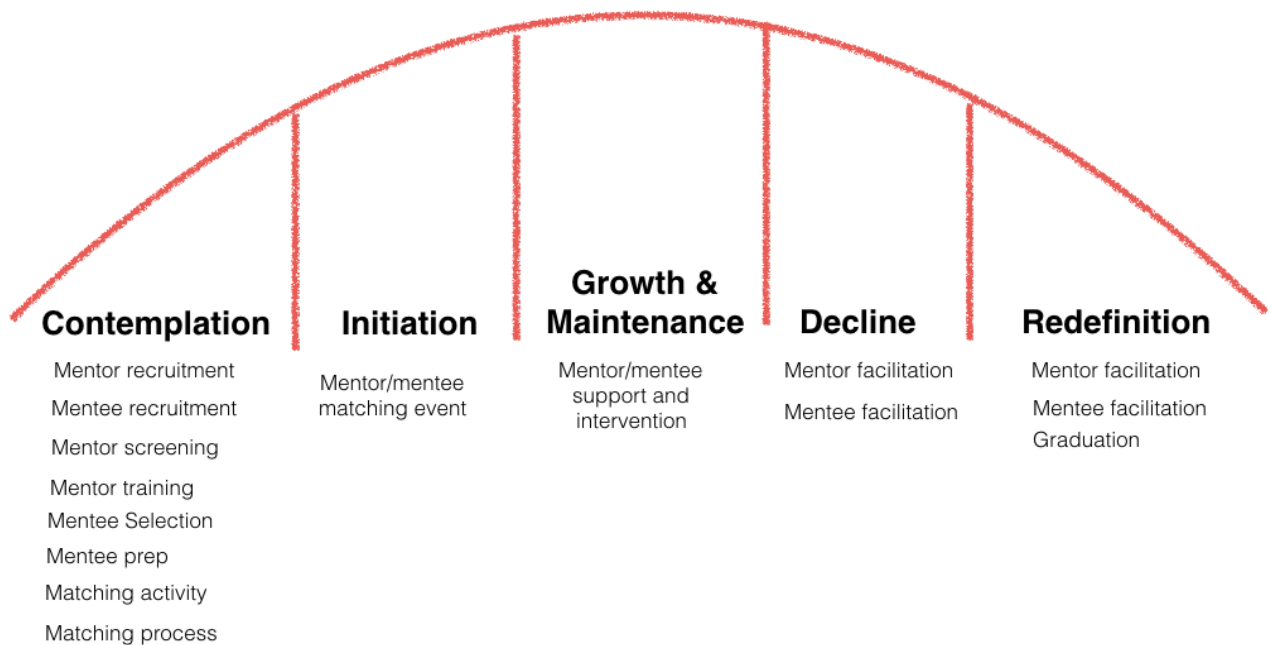 Contemplation
Mentor recruitment
Mentee recruitment
Mentor screening
Mentor training
Mentee Selection
Mentee prep
Matching activity
Matching process
Initiation
Mentor/mentee
matching event
Growth &
Maintenance
Mentor/mentee
support and
intervention
Decline
Mentor facilitation
Mentee facilitation
Redefinition
Mentor facilitation
Mentee facilitation
Graduation